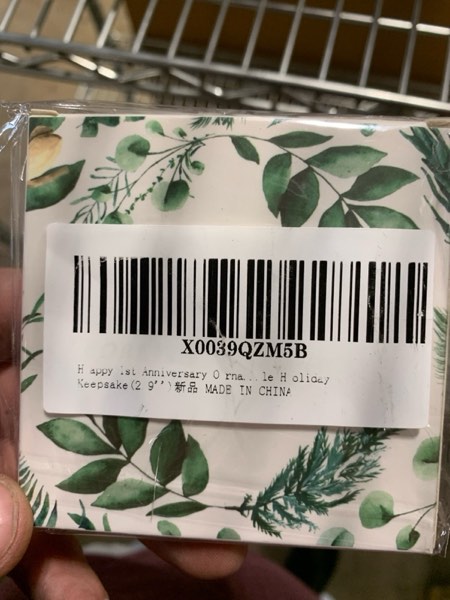 X0039QZM5B
H appy 1st Anniversary O rna...le H oliday
Keepsake(2 9'')新品 MADE IN CHINA